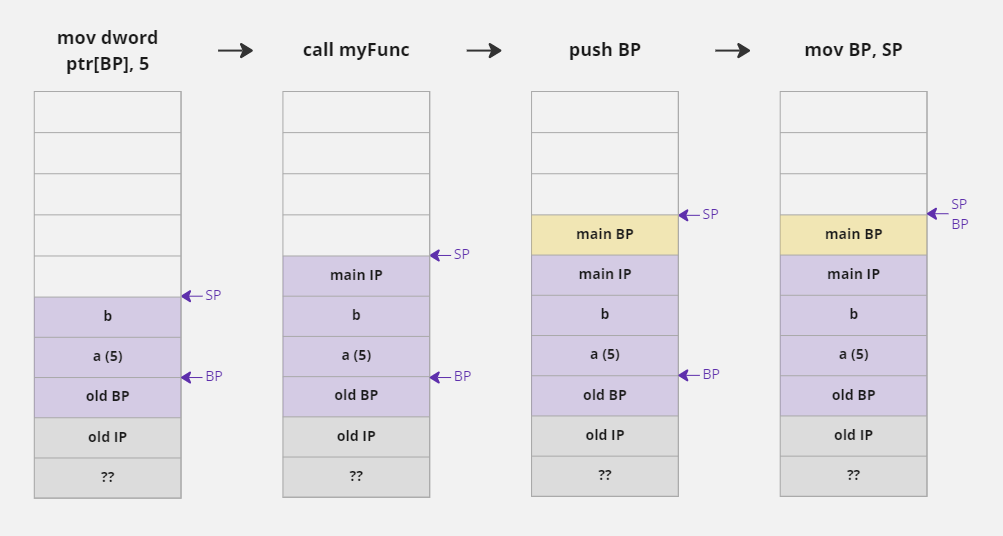 mov dword
ptr[BP], 5
call myFunc
push BP
mov BP, SP
b
a (5)
old BP
old IP
??
SP
BP
main IP
b
a (5)
old BP
old IP
??
SP
BP
main BP
main IP
b
a (5)
old BP
old IP
??
SP
BP
main BP
main IP
b
a (5)
old BP
old IP
??
SP
BP